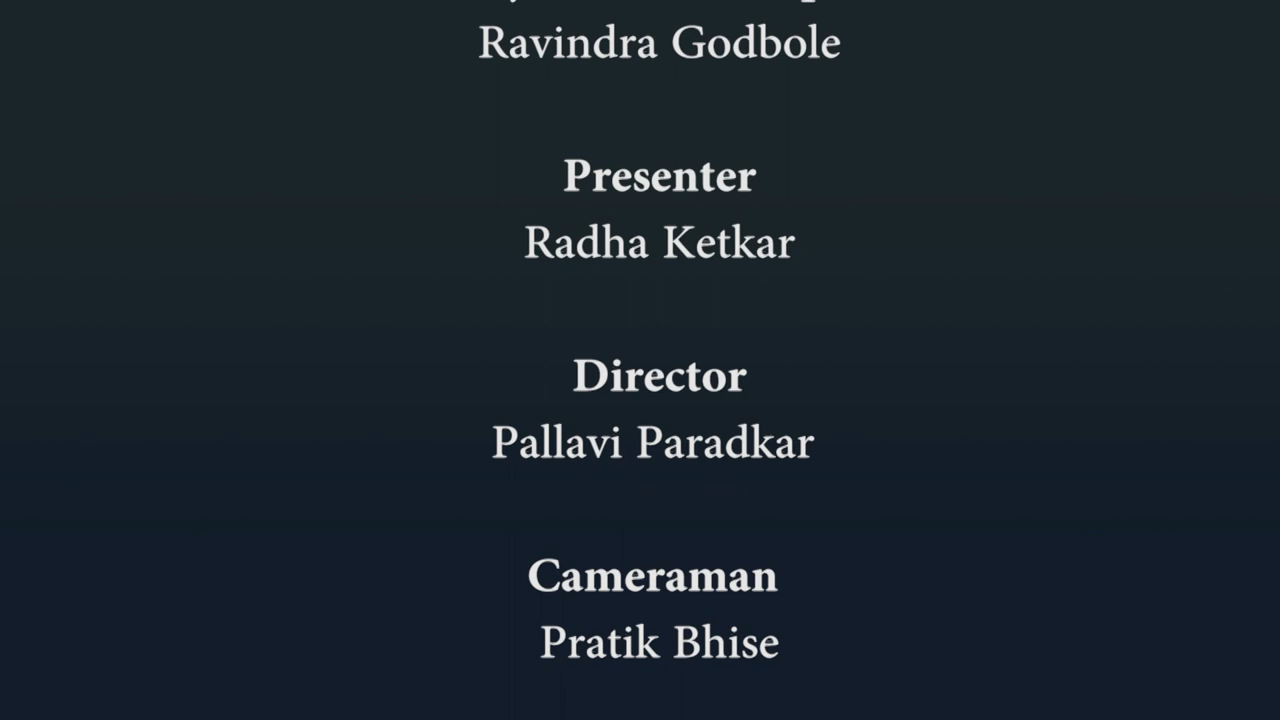 Ravindra Godbole
Presenter
Radha Ketkar
Director
Pallavi Paradkar
Cameraman
Pratik Bhise